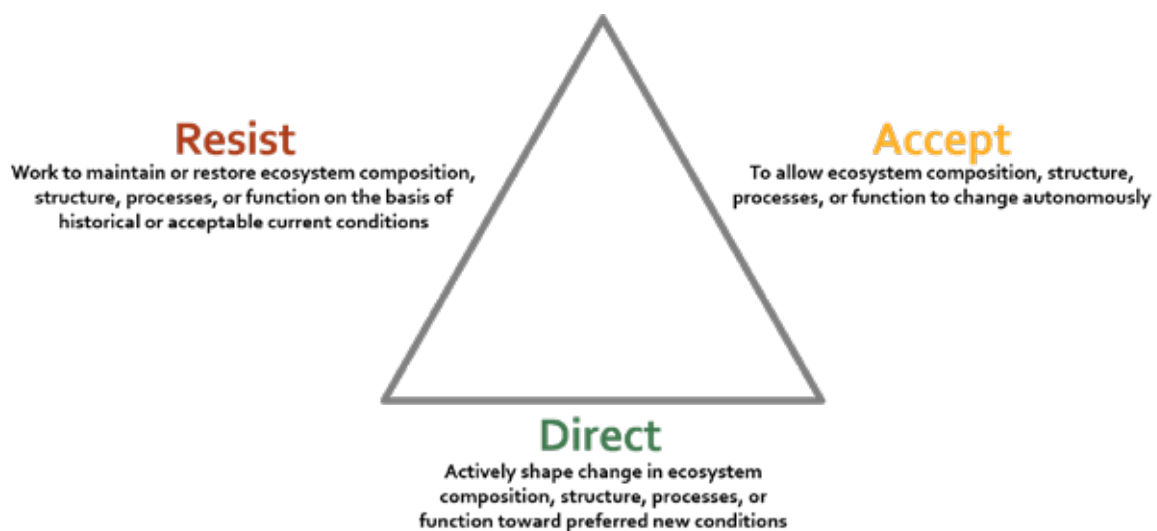 Resist
Work to maintain or restore ecosystem composition,
structure, processes, or function on the basis of
historical or acceptable current conditions
Accept
To allow ecosystem composition, structure,
processes, or function to change autonomously
Direct
Actively shape change in ecosystem
composition, structure, processes, or
function toward preferred new conditions